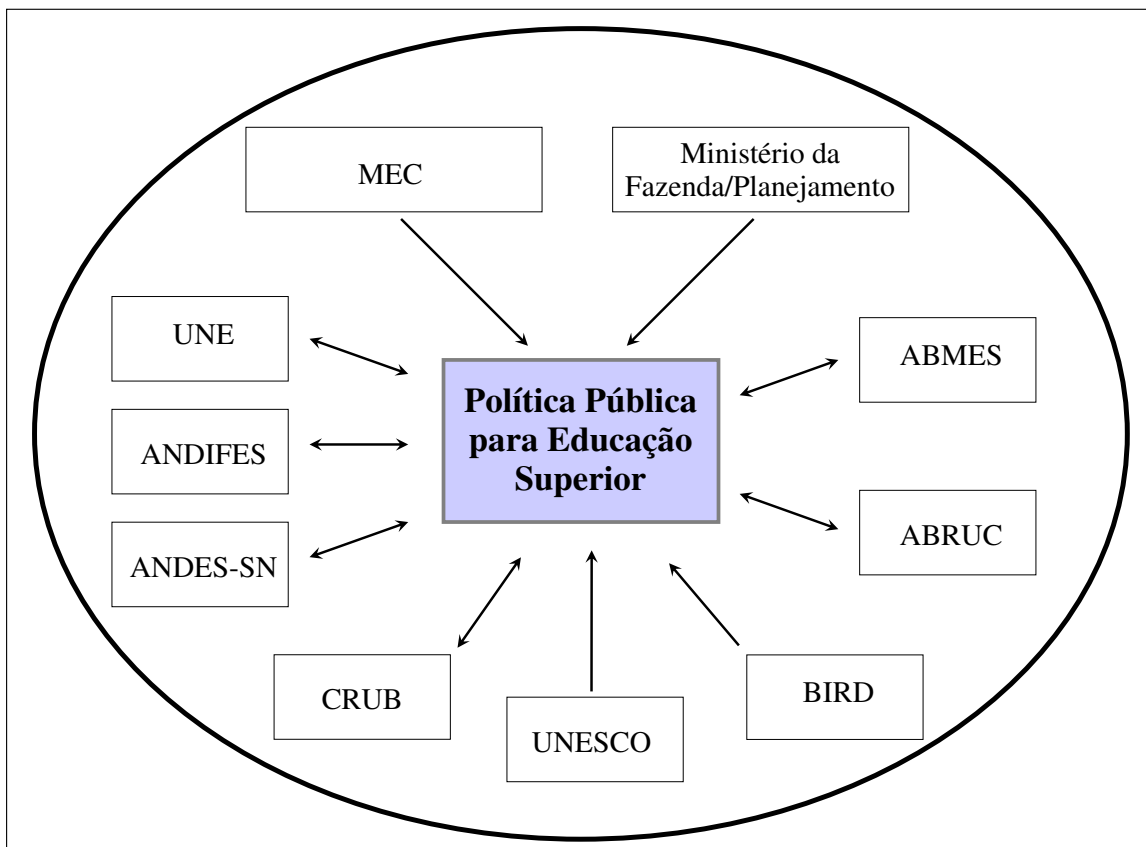 MEC
Ministério da
Fazenda/Planejamento
UNE
ABMES
Política Pública
para Educação
Superior
ANDIFES
ANDES-SN
ABRUC
CRUB
UNESCO
BIRD